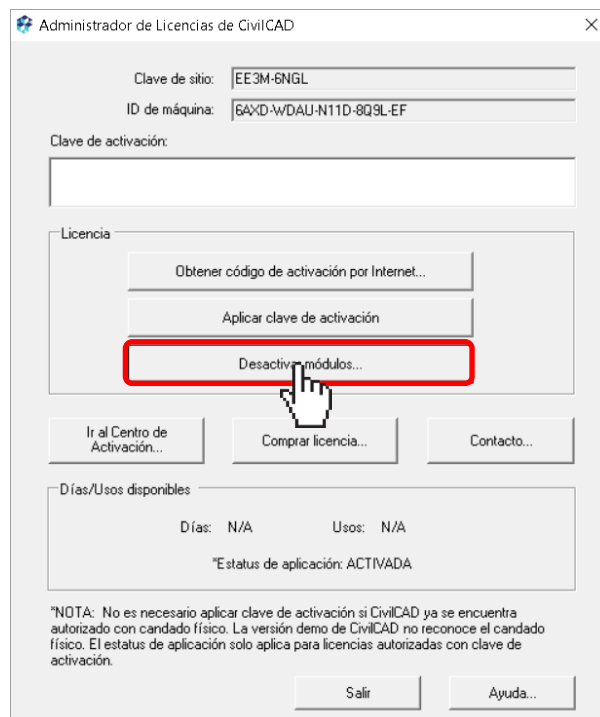 Administrador de Licencias de CivilCAD
Clave de sitio: EE3M-6NGL
ID de máquina: 6AXD-WDAU-N11D-8Q9L-EF
Clave de activación:
Licencia
Obtener código de activación por Internet...
Aplicar clave de activación
Desactivar módulos...
Ir al Centro de
Activación...
Comprar licencia...
Contacto...
Días/Usos disponibles
Días: N/A Usos: N/A
*Estatus de aplicación: ACTIVADA
*NOTA: No es necesario aplicar clave de activación si CivilCAD ya se encuentra
autorizado con candado físico. La versión demo de CivilCAD no reconoce el candado
físico. El estatus de aplicación solo aplica para licencias autorizadas con clave de
activación.
Salir
Ayuda...